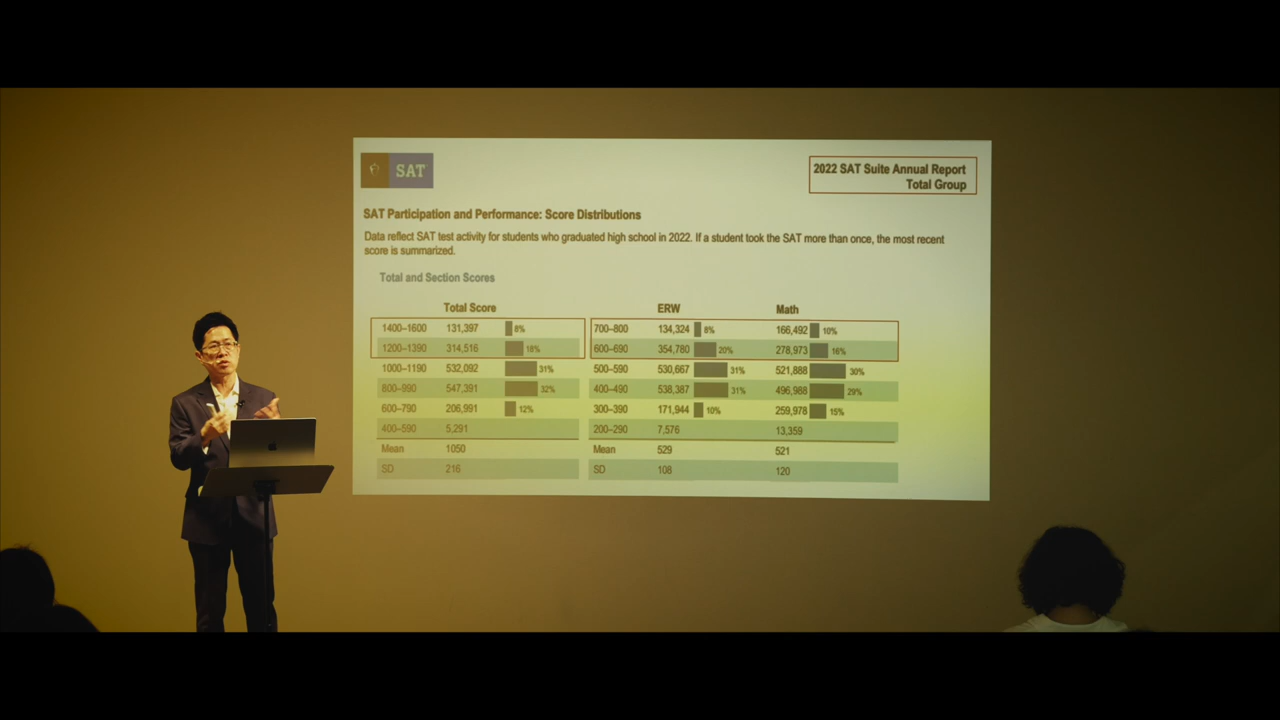 SAT
2022 SAT Suite Annual Report
Total Group
SAT Participation and Performance: Score Distributions
Data reflect SAT test activity for students who graduated high school in 2022. If a student took the SAT more than once, the most recent
score is summarized.
Total and Section Scores
Total Score ERW Math
1400–1600 131,397 8% 700–800 134,324 8% 166,492 10%
1200–1390 314,516 18% 600–690 354,780 20% 278,973 16%
1000–1190 532,092 31% 500–590 530,667 31% 521,888 30%
800–990 547,391 32% 400–490 538,387 31% 496,988 29%
600–790 206,991 12% 300–390 171,944 10% 259,978 15%
400–590 5,291 200–290 7,576 13,359
Mean 1050 Mean 529 521
SD 216 SD 108 120